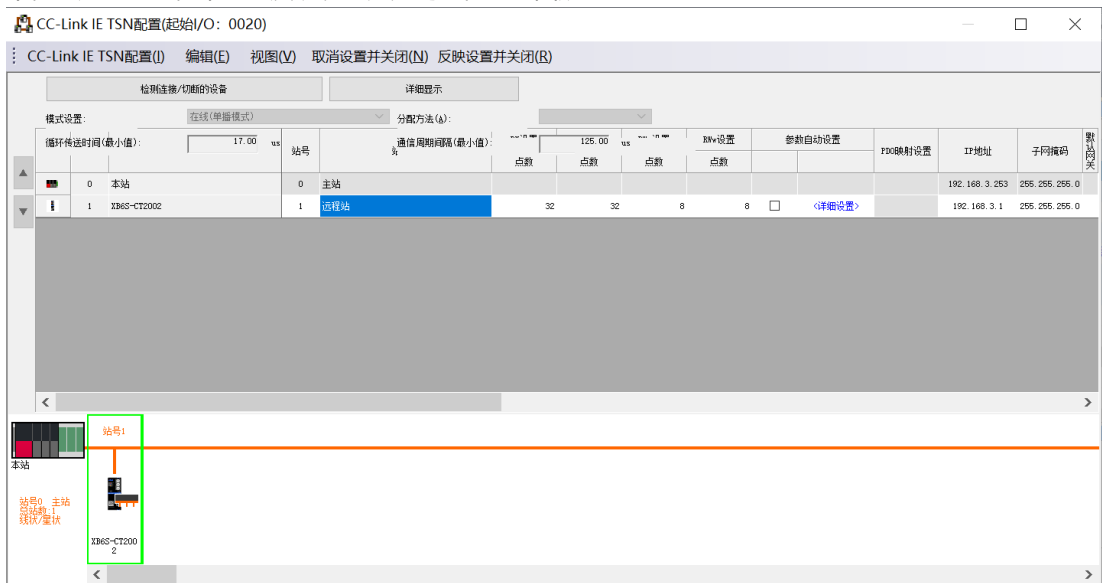 CC-Link IE TSN配置(起始I/O: 0020)
CC-Link IE TSN配置(I) 编辑(E) 视图(V) 取消设置并关闭(N) 反映设置并关闭(R)
检测连接/切断的设备 详细显示
模式设置: 在线(单播模式) 分配方法(A):
循环传送时间(最小值): 17.00 us 站号 通信周期间隔(最小值): 125.00 us RWw设置 参数自动设置 PDO映射设置 IP地址 子网掩码 默认网关
点数 点数 点数 点数
0 本站 0 主站 192.168.3.253 255.255.255.0
1 XB6S-CT2002 1 远程站 32 32 8 8 <详细设置> 192.168.3.1 255.255.255.0
站号1
本站
站号0 主站
总站数:1
线状/星状
XB6S-CT200
2